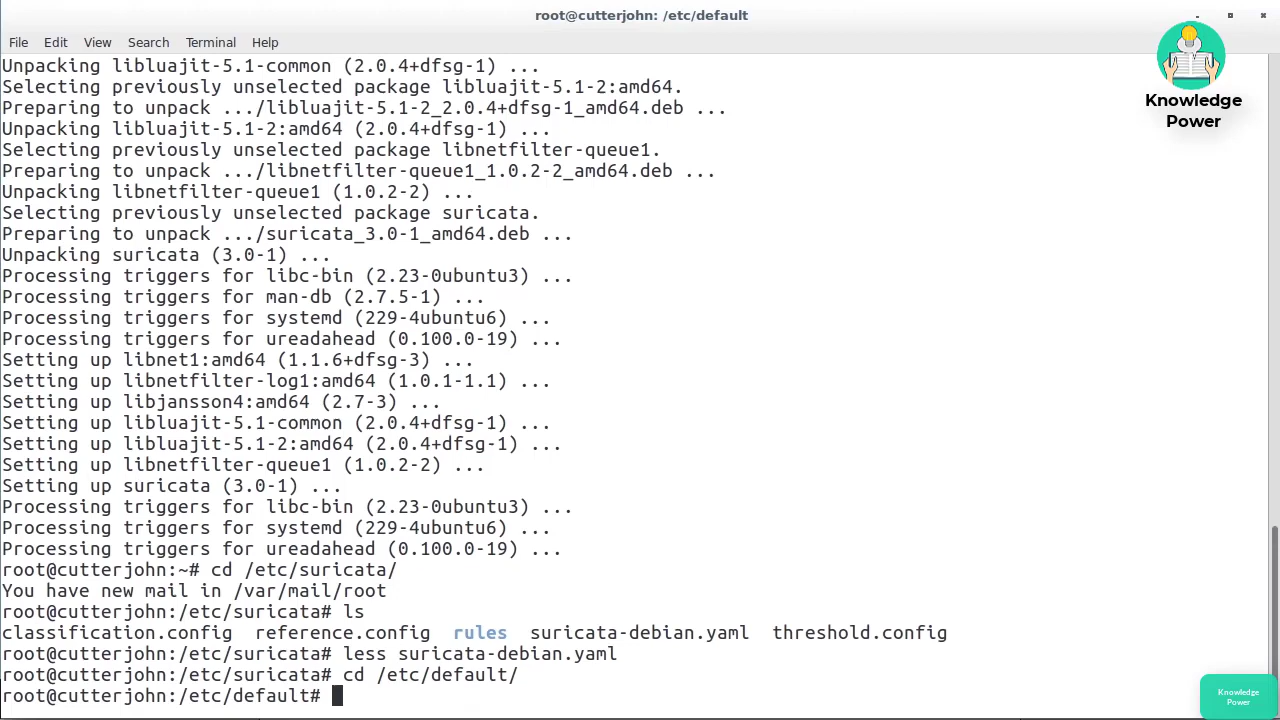 root@cutterjohn: /etc/default
File Edit View Search Terminal Help
Unpacking libluajit-5.1-common (2.0.4+dfsg-1) ...
Selecting previously unselected package libluajit-5.1-2:amd64.
Preparing to unpack .../libluajit-5.1-2_2.0.4+dfsg-1_amd64.deb ...
Unpacking libluajit-5.1-2:amd64 (2.0.4+dfsg-1) ...
Selecting previously unselected package libnetfilter-queue1.
Preparing to unpack .../libnetfilter-queue1_1.0.2-2_amd64.deb ...
Unpacking libnetfilter-queue1 (1.0.2-2) ...
Selecting previously unselected package suricata.
Preparing to unpack .../suricata_3.0-1_amd64.deb ...
Unpacking suricata (3.0-1) ...
Processing triggers for libc-bin (2.23-0ubuntu3) ...
Processing triggers for man-db (2.7.5-1) ...
Processing triggers for systemd (229-4ubuntu6) ...
Processing triggers for ureadahead (0.100.0-19) ...
Setting up libnet1:amd64 (1.1.6+dfsg-3) ...
Setting up libnetfilter-log1:amd64 (1.0.1-1.1) ...
Setting up libjansson4:amd64 (2.7-3) ...
Setting up libluajit-5.1-common (2.0.4+dfsg-1) ...
Setting up libluajit-5.1-2:amd64 (2.0.4+dfsg-1) ...
Setting up libnetfilter-queue1 (1.0.2-2) ...
Setting up suricata (3.0-1) ...
Processing triggers for libc-bin (2.23-0ubuntu3) ...
Processing triggers for systemd (229-4ubuntu6) ...
Processing triggers for ureadahead (0.100.0-19) ...
root@cutterjohn:~# cd /etc/suricata/
You have new mail in /var/mail/root
root@cutterjohn:/etc/suricata# ls
classification.config  reference.config  rules  suricata-debian.yaml  threshold.config
root@cutterjohn:/etc/suricata# less suricata-debian.yaml
root@cutterjohn:/etc/suricata# cd /etc/default/
root@cutterjohn:/etc/default#
Knowledge
Power
Knowledge
Power